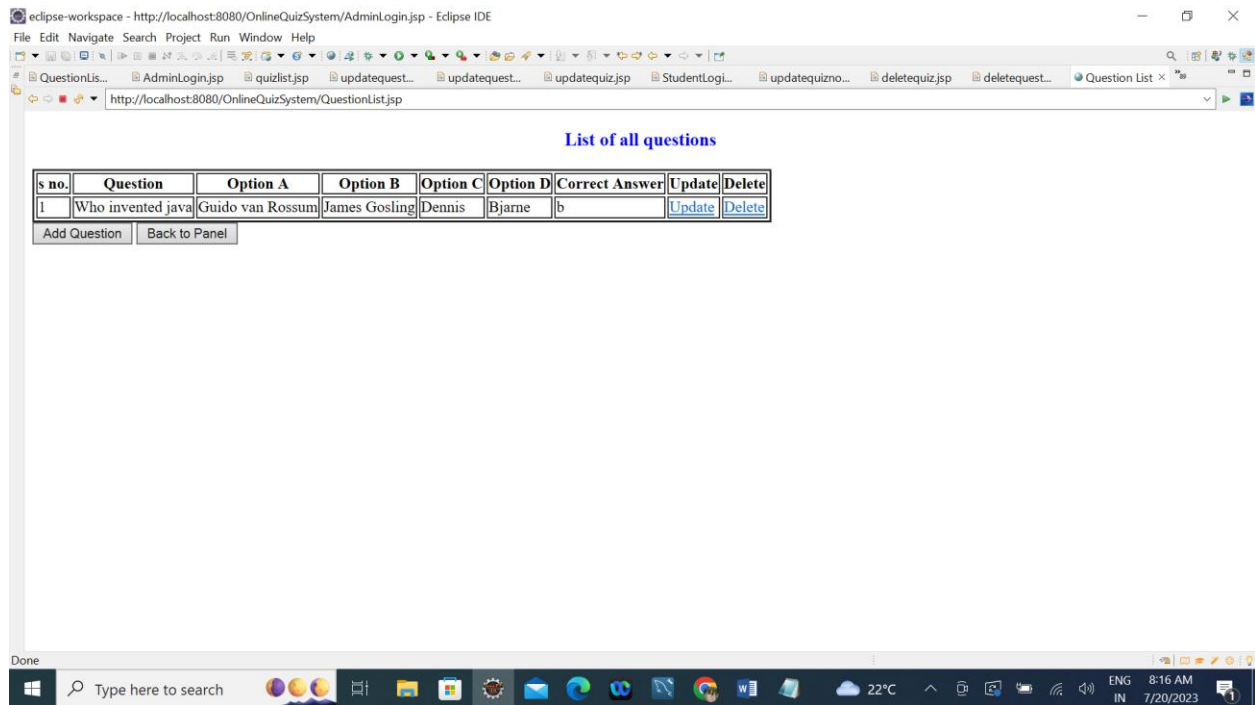 eclipse-workspace - http://localhost:8080/OnlineQuizSystem/AdminLogin.jsp - Eclipse IDE
File Edit Navigate Search Project Run Window Help
QuestionLis... AdminLogin.jsp quizlist.jsp updatequest... updatequest... updatequiz.jsp StudentLogi... updatequizno... deletequiz.jsp deletequest... Question List
http://localhost:8080/OnlineQuizSystem/QuestionList.jsp
List of all questions
s no. Question Option A Option B Option C Option D Correct Answer Update Delete
1 Who invented java Guido van Rossum James Gosling Dennis Bjarne b Update Delete
Add Question Back to Panel
Done
Type here to search 22°C ENG 8:16 AM
IN 7/20/2023